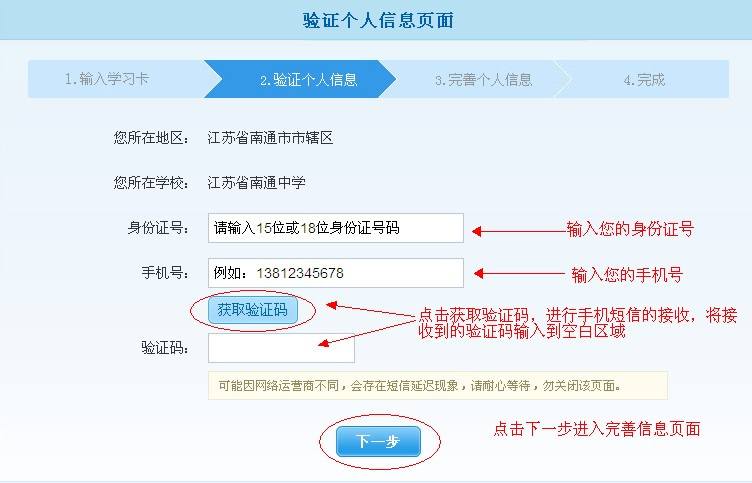 验证个人信息页面
1.输入学习卡
2.验证个人信息
3.完善个人信息
4.完成
您所在地区： 江苏省南通市市辖区
您所在学校： 江苏省南通中学
身份证号： 请输入15位或18位身份证号码 输入您的身份证号
手机号： 例如：13812345678 输入您的手机号
获取验证码
点击获取验证码，进行手机短信的接收，将接
收到的验证码输入到空白区域
验证码：
可能因网络运营商不同，会存在短信延迟现象，请耐心等待，勿关闭该页面。
下一步 点击下一步进入完善信息页面